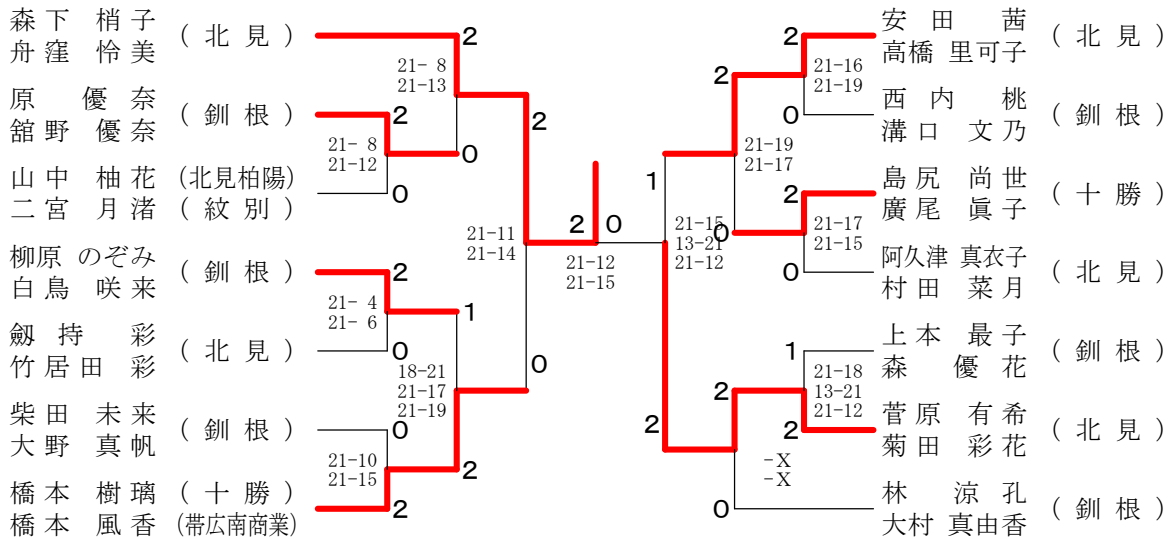 森下 梢子
舟窪 怜美
(北見)
2
21- 8
21-13
原 優奈
舘野 優奈
(釧根)
2
0
21- 8
21-12
山中 柚花 (北見柏陽)
二宮 月渚 (紋別)
0
2
柳原 のぞみ
白鳥 咲来
(釧根)
2
21- 4
21- 6
劔持 彩
竹居田 彩
(北見)
0
1
18-21
21-17
21-19
柴田 未来
大野 真帆
(釧根)
0
21-10
21-15
橋本 樹璃 (十勝)
橋本 風香 (帯広南商業)
2
2
0
21-11
21-14
2
0
21-12
21-15
安田 茜
高橋 里可子
(北見)
2
2
21-16
21-19
西内 桃
溝口 文乃
(釧根)
0
21-19
21-17
1
島尻 尚世
廣尾 眞子
(十勝)
2
0
21-17
21-15
阿久津 真衣子
村田 菜月
(北見)
0
21-15
13-21
21-12
上本 最子
森 優花
(釧根)
1
21-18
13-21
21-12
菅原 有希
菊田 彩花
(北見)
2
2
2
-X
-X
林 涼孔
大村 真由香
(釧根)
0